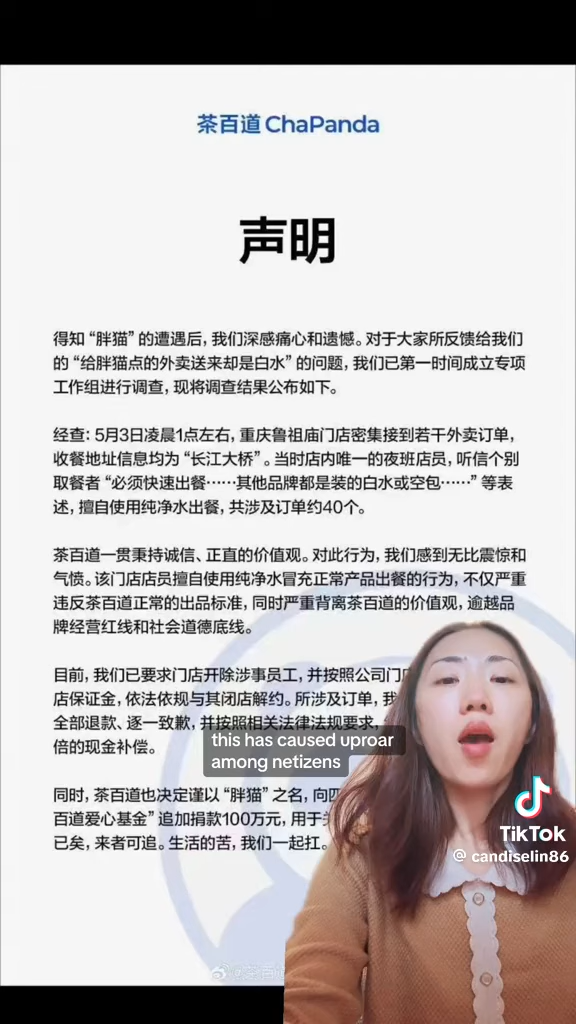 茶百道 ChaPanda
声明
得知“胖猫”的遭遇后，我们深感痛心和遗憾。对于大家所反馈给我们
的“给胖猫点的外卖送来却是白水”的问题，我们已第一时间成立专项
工作组进行调查，现将调查结果公布如下。
经查：5月3日凌晨1点左右，重庆鲁祖庙门店密集接到若干外卖订单，
收餐地址信息均为“长江大桥”。当时店内唯一的夜班店员，听信个别
取餐者“必须快速出餐……其他品牌都是装的白水或空包……”等表
述，擅自使用纯净水出餐，共涉及订单约40个。
茶百道一贯秉持诚信、正直的价值观。对此行为，我们感到无比震惊和
气愤。该门店店员擅自使用纯净水冒充正常产品出餐的行为，不仅严重
违反茶百道正常的出品标准，同时严重背离茶百道的价值观，逾越品
牌经营红线和社会道德底线。
目前，我们已要求门店开除涉事员工，并按照公司门
店保证金，依法依规与其闭店解约。所涉及订单，
全部退款、逐一致歉，并按照相关法律法规要求，
倍的现金补偿。
this has caused uproar
among netizens
同时，茶百道也决定谨以“胖猫”之名，向
百道爱心基金”追加捐款100万元，用于
已矣，来者可追。生活的苦，我们一起扛。
TikTok
@candiselin86